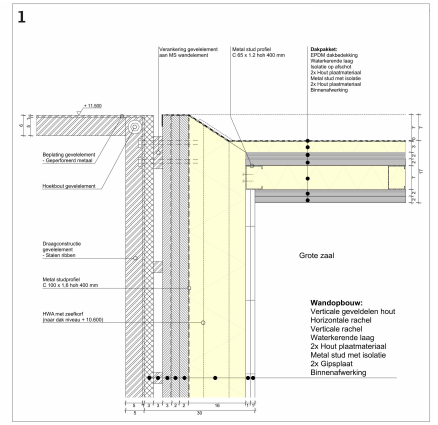 1
Verankering gevelelement
aan MS wandelement
Metal stud profiel
C 65 x 1.2 hoh 400 mm
Dakpakket:
EPDM dakbedekking
Waterkerende laag
Isolatie op afschot
2x Hout plaatmateriaal
Metal stud met isolatie
2x Hout plaatmateriaal
Binnenafwerking
+ 11.500
Beplating gevelelement
- Geperforeerd metaal
Hoekbout gevelelement
Draagconstructie
gevelelement
- Stalen ribben
Metal studprofiel
C 100 x 1,6 hoh 400 mm
HWA met zeefkorf
(naar dak niveau + 10.600)
Grote zaal
Wandopbouw:
Verticale geveldelen hout
Horizontale rachel
Verticale rachel
Waterkerende laag
2x Hout plaatmateriaal
Metal stud met isolatie
2x Gipsplaat
Binnenafwerking
16
30